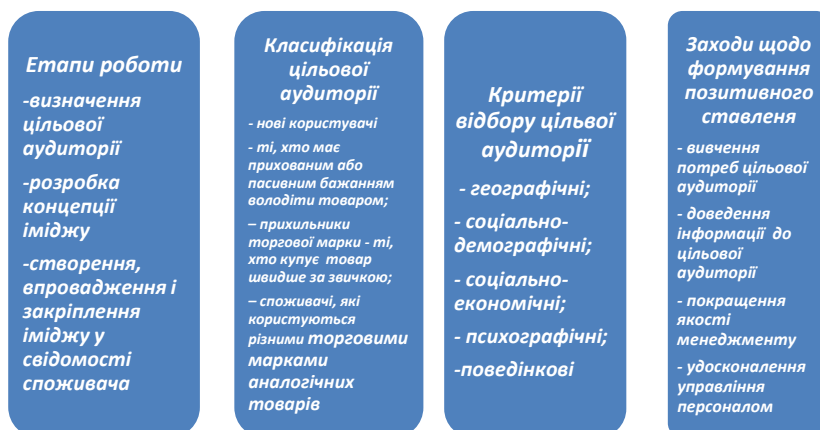 Етапи роботи
-визначення
цільової
аудиторії
-розробка
концепції
іміджу
-створення,
впровадження і
закріплення
іміджу у
свідомості
споживача
Класифікація
цільової
аудиторії
- нові користувачі
- ті, хто має
прихованим або
пасивним бажанням
володіти товаром;
– прихильники
торгової марки - ті,
хто купує товар
швидше за звичкою;
– споживачі, які
користуються
різними торговими
марками
аналогічних
товарів
Критерії
відбору цільвої
аудиторії
- географічні;
- соціально-
демографічні;
- соціально-
економічні;
- психографічні;
-поведінкові
Заходи щодо
формування
позитивного
ставленя
- вивчення
потреб цільової
аудиторії
- доведення
інформації до
цільової
аудиторії
- покращення
якості
менеджменту
- удосконалення
управління
персоналом